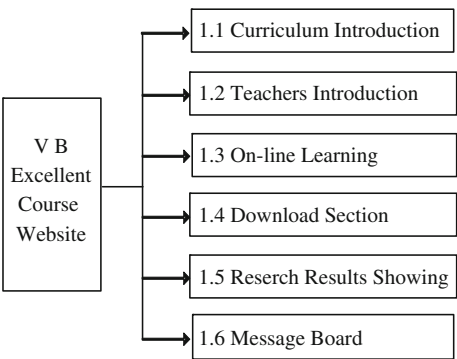 V B
Excellent
Course
Website
1.1 Curriculum Introduction
1.2 Teachers Introduction
1.3 On-line Learning
1.4 Download Section
1.5 Reserch Results Showing
1.6 Message Board